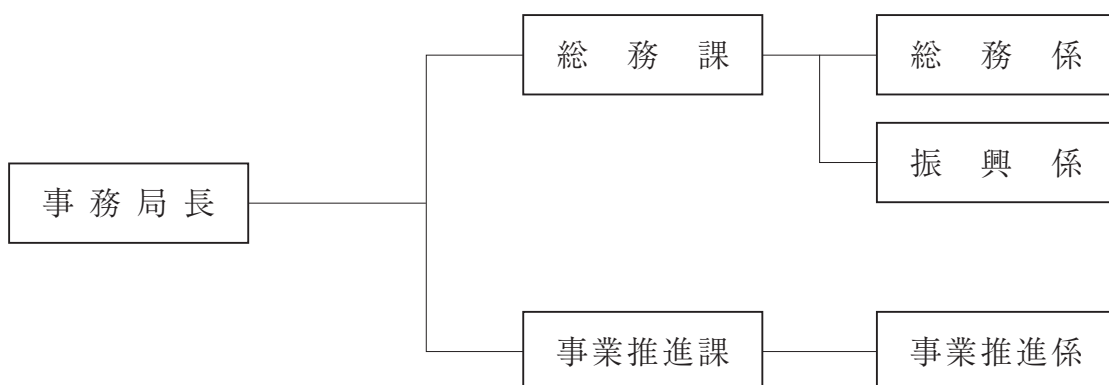 総務課
総務係
振興係
事務局長
事業推進課
事業推進係